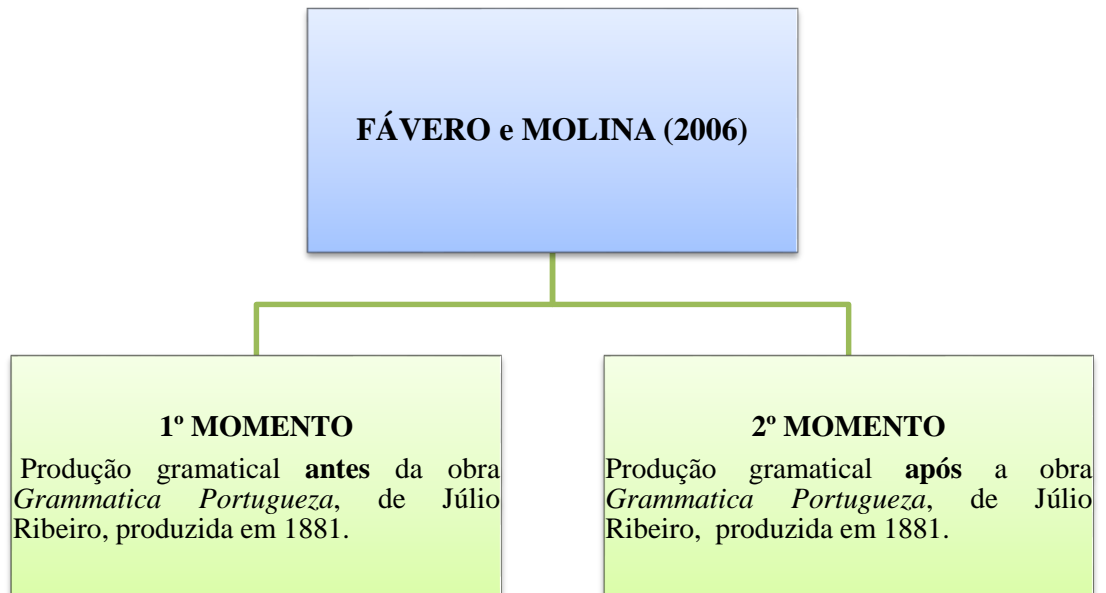 FÁVERO e MOLINA (2006)
1º MOMENTO
Produção gramatical antes da obra
Grammatica Portugueza, de Júlio
Ribeiro, produzida em 1881.
2º MOMENTO
Produção gramatical após a obra
Grammatica Portugueza, de Júlio
Ribeiro, produzida em 1881.